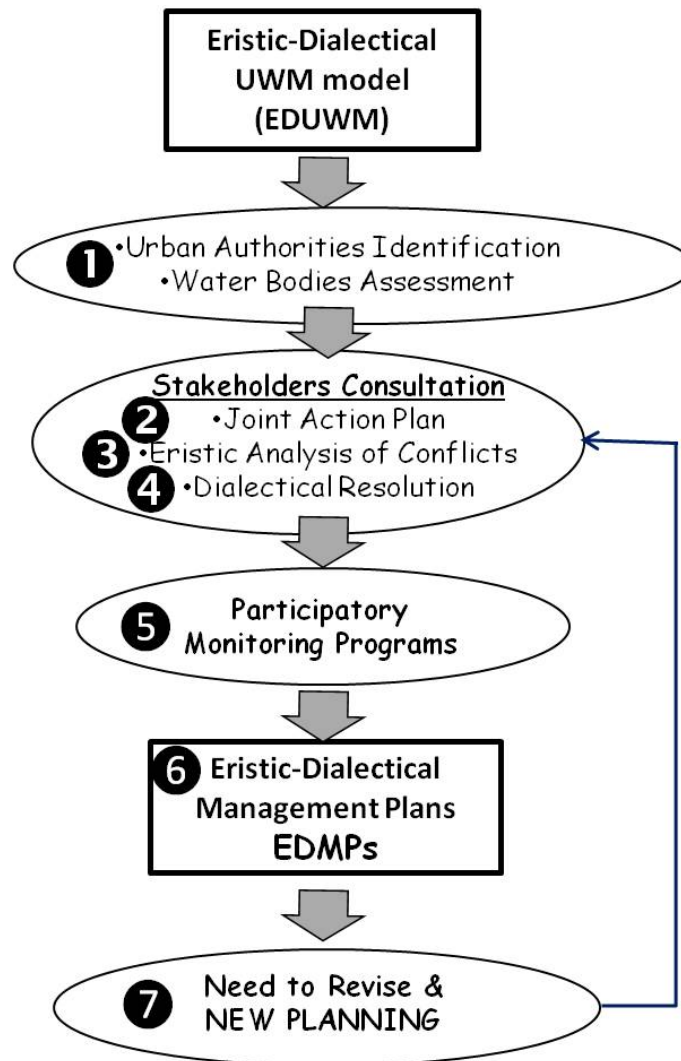 Eristic-Dialectical
UWM model
(EDUWM)
1 •Urban Authorities Identification
•Water Bodies Assessment
Stakeholders Consultation
2 •Joint Action Plan
3 •Eristic Analysis of Conflicts
4 •Dialectical Resolution
5 Participatory
Monitoring Programs
6 Eristic-Dialectical
Management Plans
EDMPs
7 Need to Revise &
NEW PLANNING